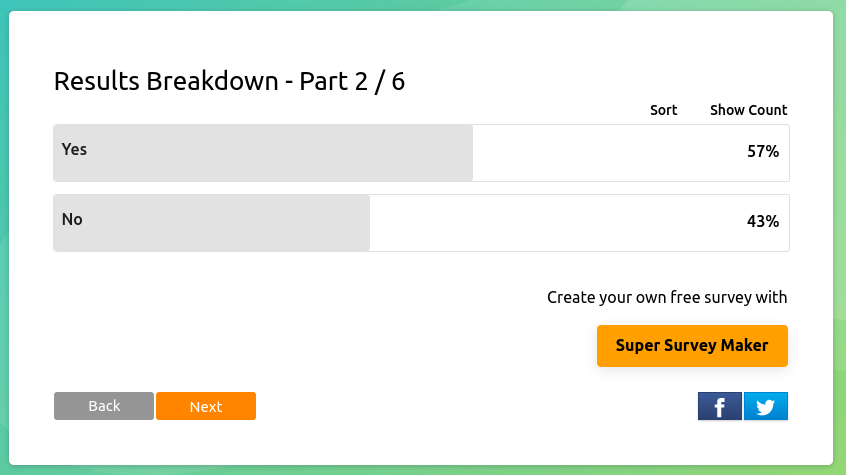 Results Breakdown - Part 2 / 6
Sort Show Count
Yes 57%
No 43%
Create your own free survey with
Super Survey Maker
Back Next